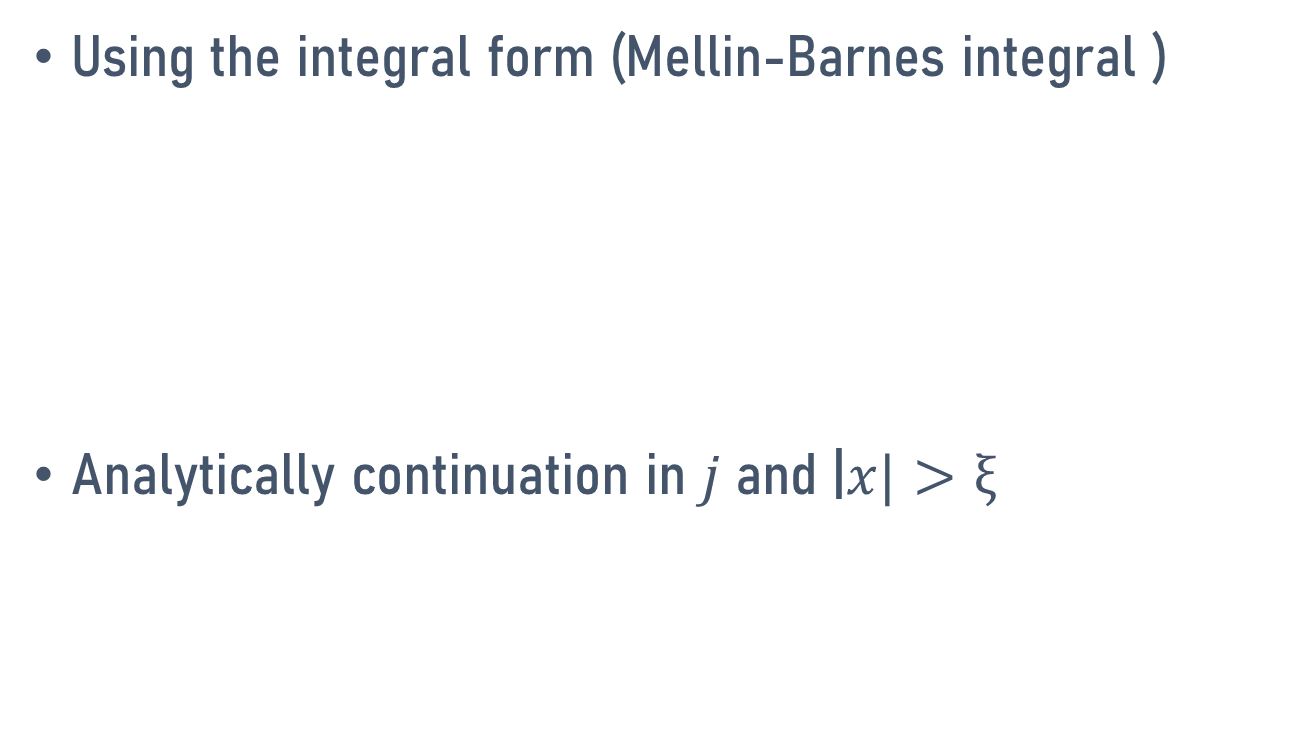 • Using the integral form (Mellin-Barnes integral )
• Analytically continuation in j and |x| > ξ